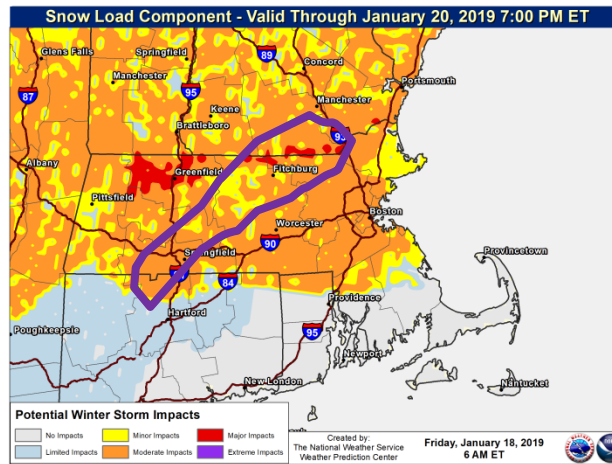 Snow Load Component - Valid Through January 20, 2019 7:00 PM ET
Glens Falls
Springfield
89
Concord
Manchester
95
Portsmouth
87
Keene
Manchester
Brattleboro
93
Albany
Greenfield
Fitchburg
Pittsfield
Worcester
Boston
90
Springfield
Provincetown
84
Hartford
Providence
Poughkeepsie
95
Newport
New London
Nantucket
Potential Winter Storm Impacts
No Impacts
Minor Impacts
Major Impacts
Limited Impacts
Moderate Impacts
Extreme Impacts
Created by:
The National Weather Service
Weather Prediction Center
Friday, January 18, 2019
6 AM ET